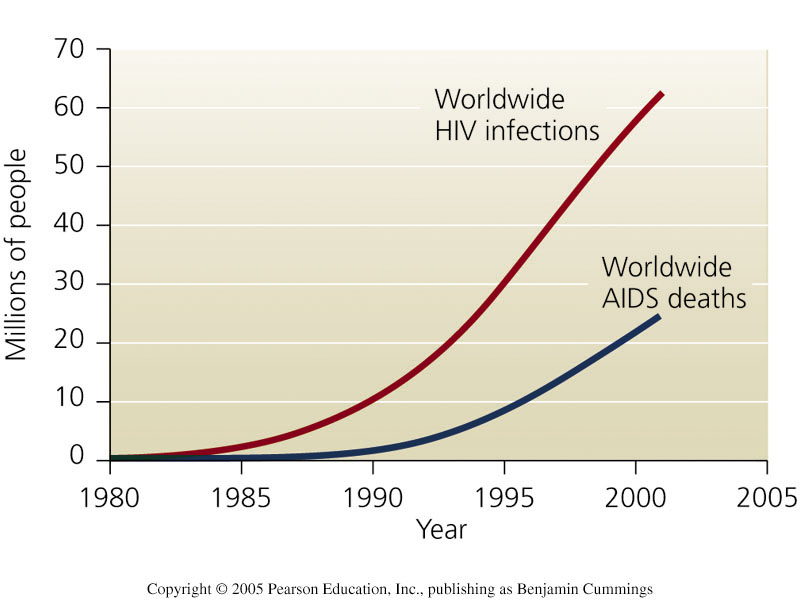 70
60
50
40
30
20
10
0
Millions of people
Worldwide
HIV infections
Worldwide
AIDS deaths
1980 1985 1990 1995 2000 2005
Year
Copyright © 2005 Pearson Education, Inc., publishing as Benjamin Cummings